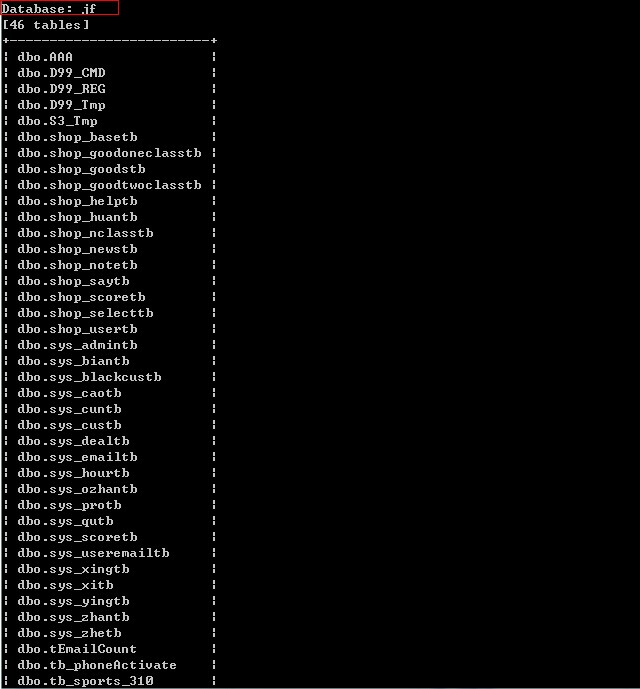 Database: jf
[46 tables]
+-------------------------+
¦ dbo.AAA ¦
¦ dbo.D99_CMD ¦
¦ dbo.D99_REG ¦
¦ dbo.D99_Tmp ¦
¦ dbo.S3_Tmp ¦
¦ dbo.shop_basetb ¦
¦ dbo.shop_goodoneclasstb ¦
¦ dbo.shop_goodstb ¦
¦ dbo.shop_goodtwoclasstb ¦
¦ dbo.shop_helptb ¦
¦ dbo.shop_huantb ¦
¦ dbo.shop_nclasstb ¦
¦ dbo.shop_newstb ¦
¦ dbo.shop_notetb ¦
¦ dbo.shop_saytb ¦
¦ dbo.shop_scoretb ¦
¦ dbo.shop_selecttb ¦
¦ dbo.shop_usertb ¦
¦ dbo.sys_admintb ¦
¦ dbo.sys_biantb ¦
¦ dbo.sys_blackcustb ¦
¦ dbo.sys_caotb ¦
¦ dbo.sys_cuntb ¦
¦ dbo.sys_custb ¦
¦ dbo.sys_dealtb ¦
¦ dbo.sys_emailtb ¦
¦ dbo.sys_hourtb ¦
¦ dbo.sys_ozhantb ¦
¦ dbo.sys_protb ¦
¦ dbo.sys_qutb ¦
¦ dbo.sys_scoretb ¦
¦ dbo.sys_useremailtb ¦
¦ dbo.sys_xingtb ¦
¦ dbo.sys_xitb ¦
¦ dbo.sys_yingtb ¦
¦ dbo.sys_zhantb ¦
¦ dbo.sys_zhetb ¦
¦ dbo.tEmailCount ¦
¦ dbo.tb_phoneActivate ¦
¦ dbo.tb_sports_310 ¦